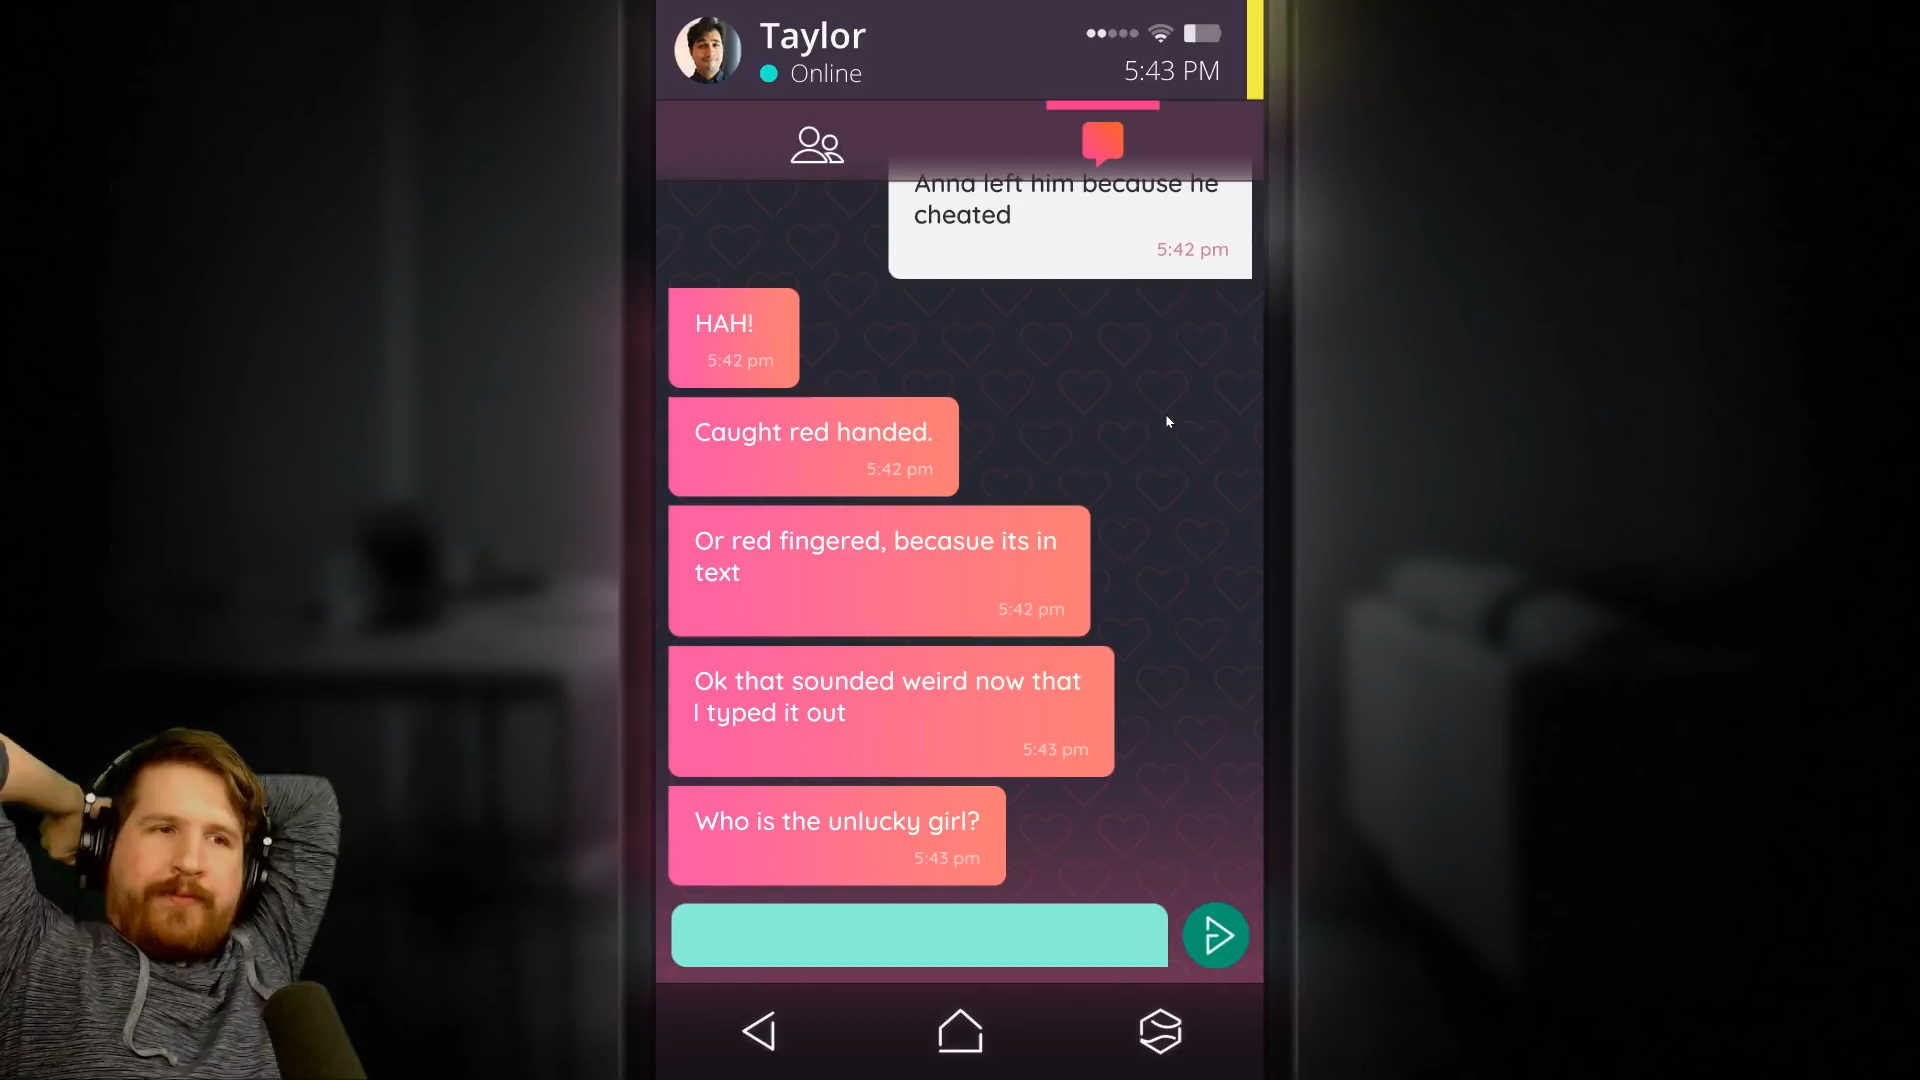 Taylor
Online
5:43 PM
Anna left him because he
cheated
5:42 pm
HAH!
5:42 pm
Caught red handed.
5:42 pm
Or red fingered, becasue its in
text
5:42 pm
Ok that sounded weird now that
I typed it out
5:43 pm
Who is the unlucky girl?
5:43 pm